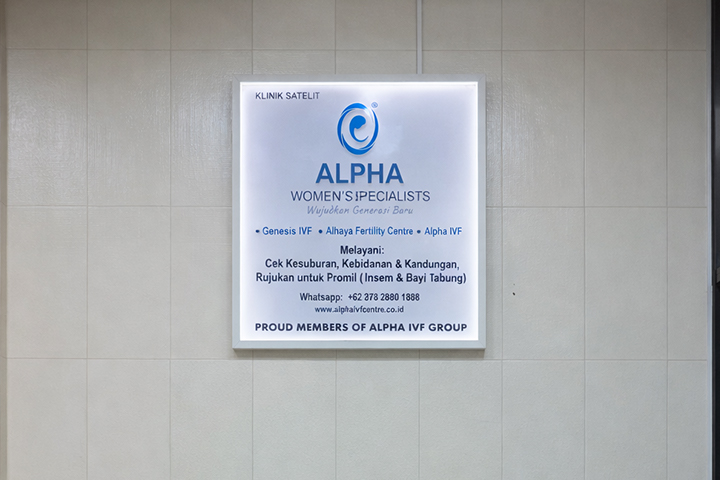 KLINIK SATELIT
®
ALPHA
WOMEN'S SPECIALISTS
Wujudkan Generasi Baru
• Genesis IVF • Alhaya Fertility Centre • Alpha IVF
Melayani:
Cek Kesuburan, Kebidanan & Kandungan,
Rujukan untuk Promil ( Insem & Bayi Tabung)
Whatsapp: +62 378 2880 1888
www.alphaivfcentre.co.id
PROUD MEMBERS OF ALPHA IVF GROUP